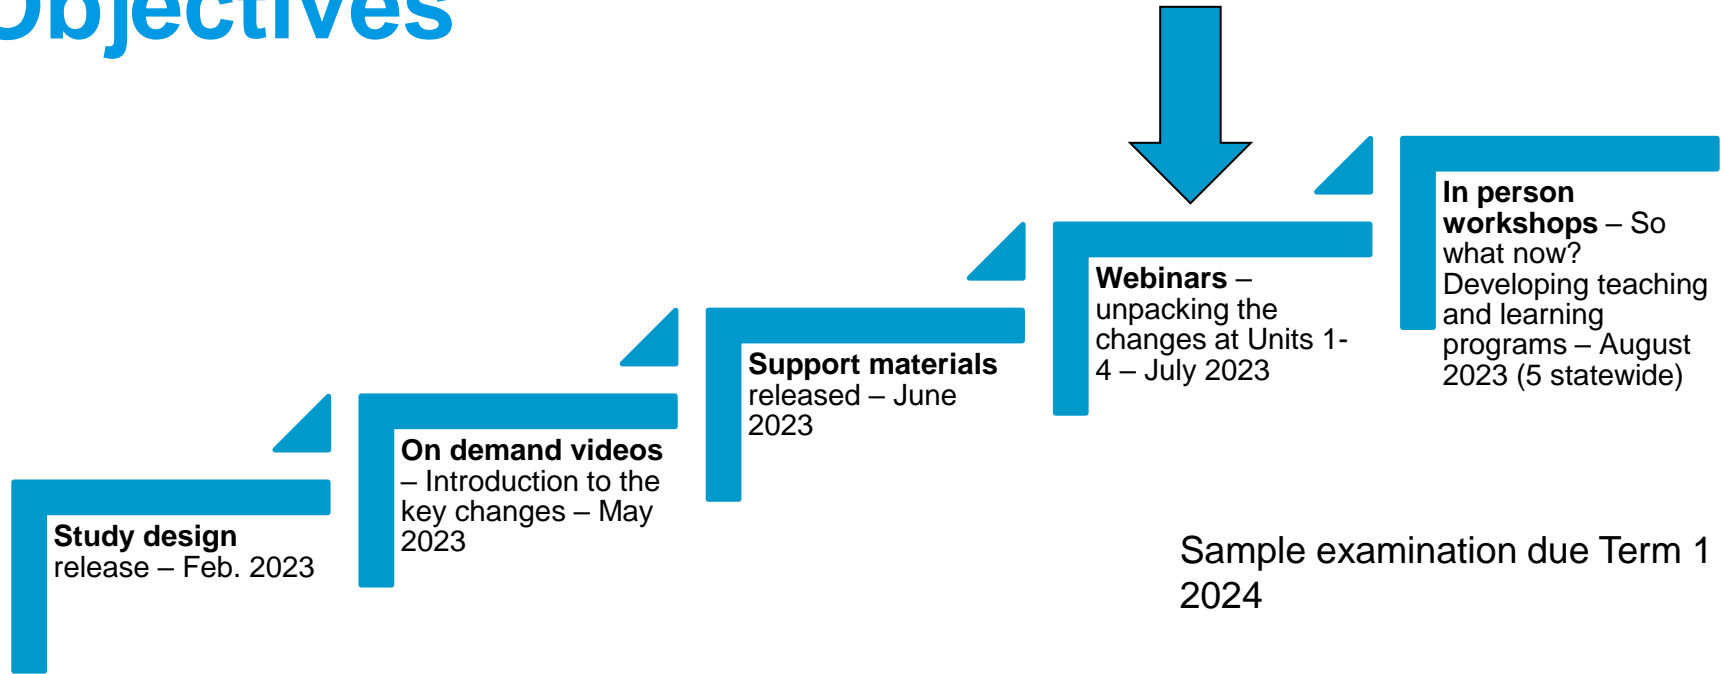 Objectives
Study design
release – Feb. 2023
On demand videos
– Introduction to the
key changes – May
2023
Support materials
released – June
2023
Webinars –
unpacking the
changes at Units 1-
4 – July 2023
In person
workshops – So
what now?
Developing teaching
and learning
programs – August
2023 (5 statewide)
Sample examination due Term 1
2024